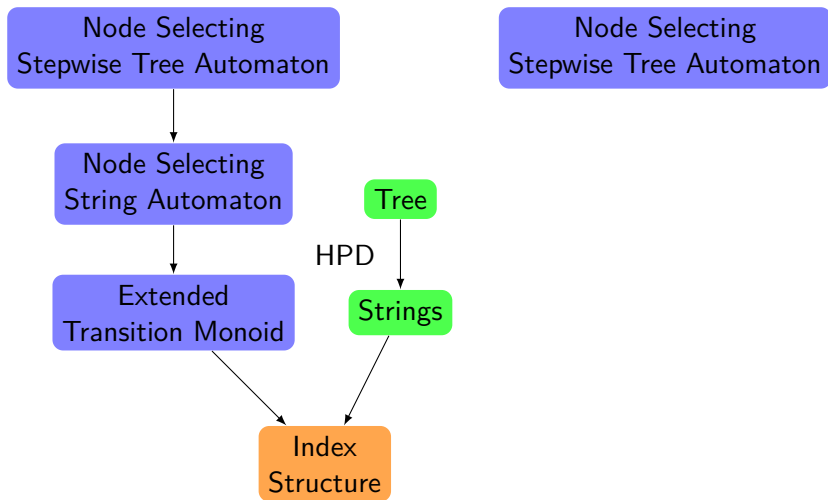 Node Selecting
Stepwise Tree Automaton
Node Selecting
Stepwise Tree Automaton
Node Selecting
String Automaton
Tree
HPD
Extended
Transition Monoid
Strings
Index
Structure